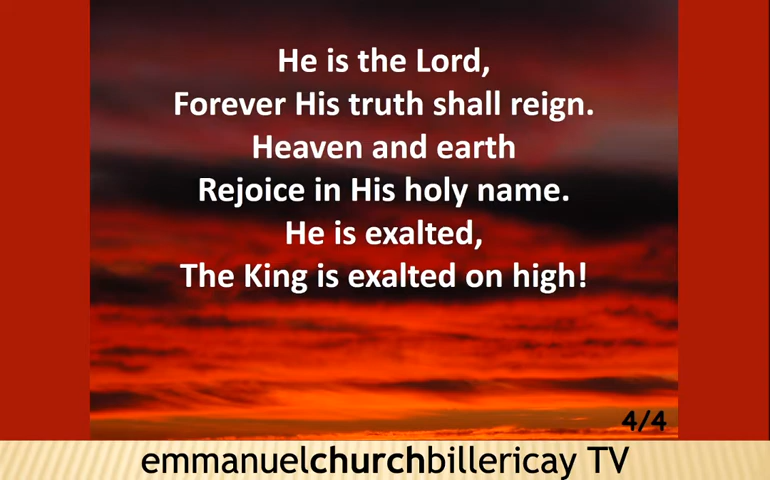 He is the Lord,
Forever His truth shall reign.
Heaven and earth
Rejoice in His holy name.
He is exalted,
The King is exalted on high!
4/4
emmanuelchurchbillericay TV